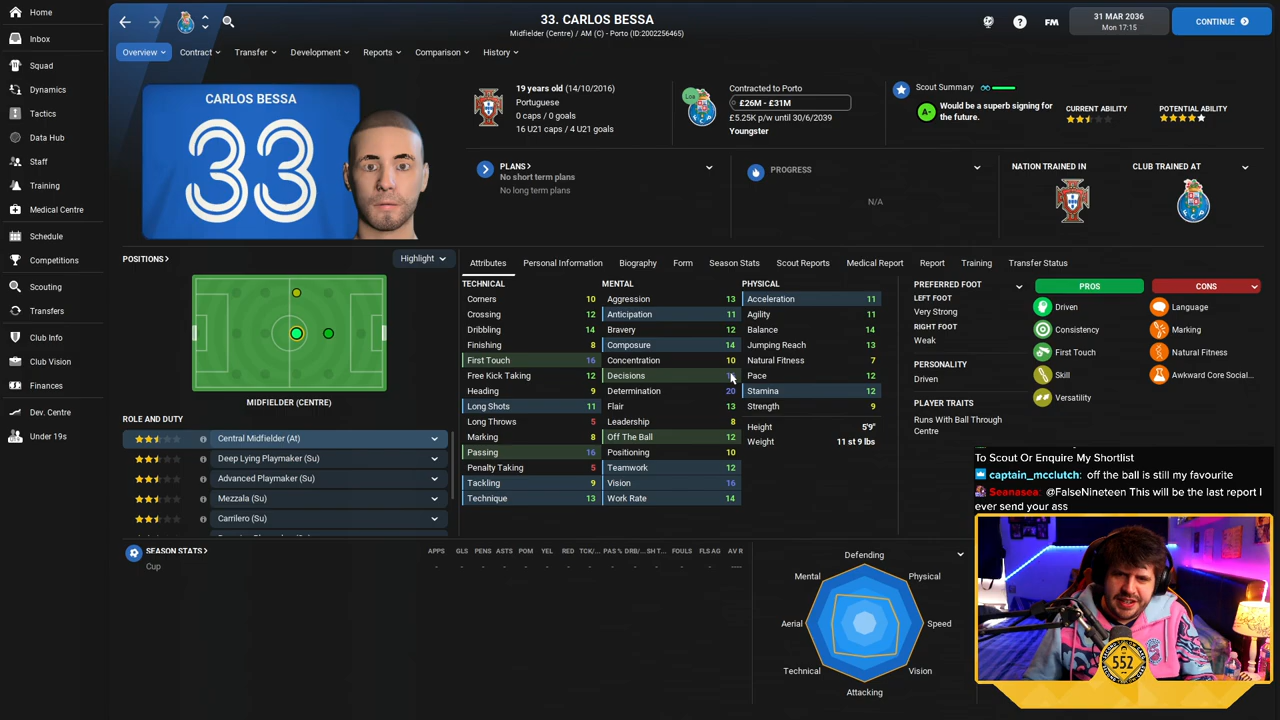 Home
Inbox
Squad
Dynamics
Tactics
Data Hub
Staff
Training
Medical Centre
Schedule
Competitions
Scouting
Transfers
Club Info
Club Vision
Finances
Dev. Centre
Under 19s
33. CARLOS BESSA
Midfielder (Centre) / AM (C) - Porto (ID:2002256465)
FM
31 MAR 2036
Mon 17:15
CONTINUE
Overview Contract Transfer Development Reports Comparison History
CARLOS BESSA
33
19 years old (14/10/2016)
Portuguese
0 caps / 0 goals
16 U21 caps / 4 U21 goals
Loa
Contracted to Porto
£26M - £31M
£5.25K p/w until 30/6/2039
Youngster
Scout Summary
A-
Would be a superb signing for
the future.
CURRENT ABILITY
POTENTIAL ABILITY
PLANS
No short term plans
No long term plans
PROGRESS
N/A
NATION TRAINED IN
CLUB TRAINED AT
POSITIONS
Highlight
MIDFIELDER (CENTRE)
ROLE AND DUTY
Central Midfielder (At)
Deep Lying Playmaker (Su)
Advanced Playmaker (Su)
Mezzala (Su)
Carrilero (Su)
Attributes Personal Information Biography Form Season Stats Scout Reports Medical Report Report Training Transfer Status
TECHNICAL
Corners 10
Crossing 12
Dribbling 14
Finishing 8
First Touch 16
Free Kick Taking 12
Heading 9
Long Shots 11
Long Throws 5
Marking 8
Passing 16
Penalty Taking 5
Tackling 9
Technique 13
MENTAL
Aggression 13
Anticipation 11
Bravery 12
Composure 14
Concentration 10
Decisions
Determination 20
Flair 13
Leadership 8
Off The Ball 12
Positioning 10
Teamwork 12
Vision 16
Work Rate 14
PHYSICAL
Acceleration 11
Agility 11
Balance 14
Jumping Reach 13
Natural Fitness 7
Pace 12
Stamina 12
Strength 9
Height 5'9"
Weight 11 st 9 lbs
PREFERRED FOOT
LEFT FOOT
Very Strong
RIGHT FOOT
Weak
PERSONALITY
Driven
PLAYER TRAITS
Runs With Ball Through
Centre
PROS
Driven
Consistency
First Touch
Skill
Versatility
CONS
Language
Marking
Natural Fitness
Awkward Core Social...
To Scout Or Enquire My Shortlist
captain_mcclutch: off the ball is still my favourite
Seanasea: @FalseNineteen This will be the last report I
ever send your ass
SEASON STATS
APPS GLS PENS ASTS POM YEL RED TCK/... PAS % DRB/... SH T... FOULS FLS AG AV R
Cup - - - - - - - - - - - - - ----
Defending
Physical
Speed
Vision
Attacking
Technical
Aerial
Mental
552